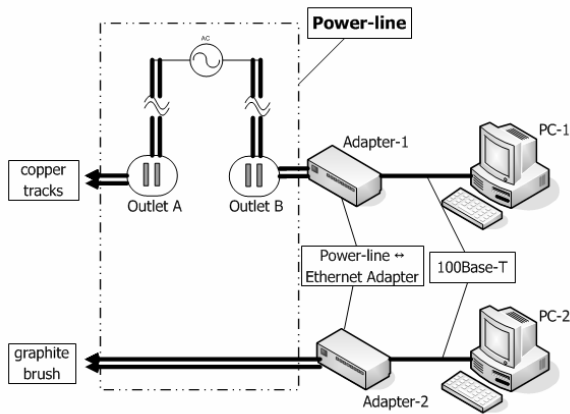 Power-line
AC
Adapter-1
PC-1
copper
tracks
Outlet A
Outlet B
Power-line ↔
Ethernet Adapter
100Base-T
PC-2
graphite
brush
Adapter-2